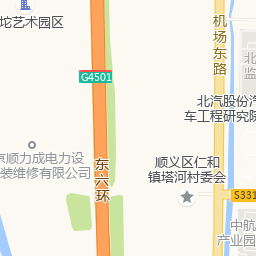 坨艺术园区
G4501
机场东路
北
监
北汽股份汽
车工程研究院
京顺力成电力设
装维修有限公司
东六环
顺义区仁和
镇塔河村委会
S331
中航
产业园